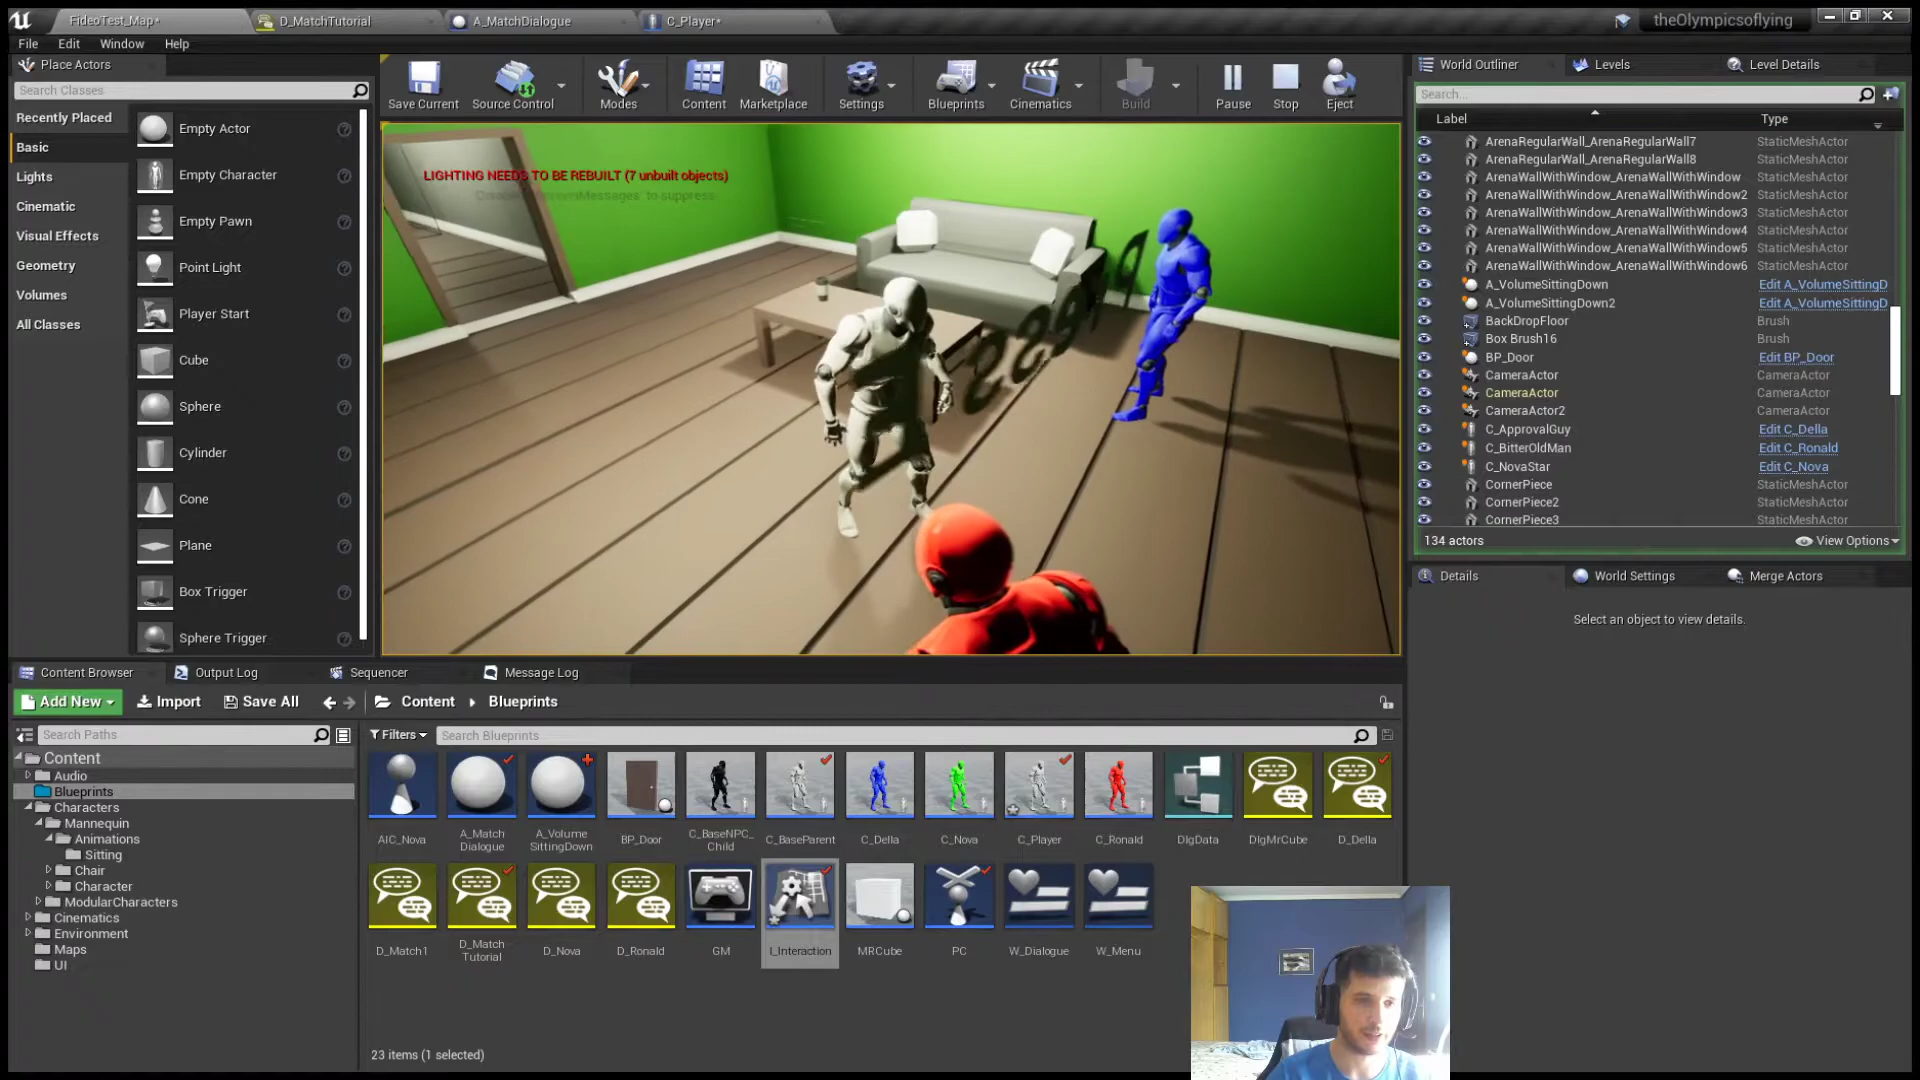 FideoTest_Map*
D_MatchTutorial
A_MatchDialogue
C_Player*
theOlympicsoflying
File Edit Window Help
Place Actors
Search Classes
Recently Placed
Basic
Lights
Cinematic
Visual Effects
Geometry
Volumes
All Classes
Empty Actor
Empty Character
Empty Pawn
Point Light
Player Start
Cube
Sphere
Cylinder
Cone
Plane
Box Trigger
Sphere Trigger
Save Current
Source Control
Modes
Content
Marketplace
Settings
Blueprints
Cinematics
Build
Pause
Stop
Eject
LIGHTING NEEDS TO BE REBUILT (7 unbuilt objects)
to suppress
World Outliner
Levels
Level Details
Search...
Label Type
ArenaRegularWall_ArenaRegularWall7 StaticMeshActor
ArenaRegularWall_ArenaRegularWall8 StaticMeshActor
ArenaWallWithWindow_ArenaWallWithWindow StaticMeshActor
ArenaWallWithWindow_ArenaWallWithWindow2 StaticMeshActor
ArenaWallWithWindow_ArenaWallWithWindow3 StaticMeshActor
ArenaWallWithWindow_ArenaWallWithWindow4 StaticMeshActor
ArenaWallWithWindow_ArenaWallWithWindow5 StaticMeshActor
ArenaWallWithWindow_ArenaWallWithWindow6 StaticMeshActor
A_VolumeSittingDown Edit A_VolumeSittingD
A_VolumeSittingDown2 Edit A_VolumeSittingD
BackDropFloor Brush
Box Brush16 Brush
BP_Door Edit BP_Door
CameraActor CameraActor
CameraActor CameraActor
CameraActor2 CameraActor
C_ApprovalGuy Edit C_Della
C_BitterOldMan Edit C_Ronald
C_NovaStar Edit C_Nova
CornerPiece StaticMeshActor
CornerPiece2 StaticMeshActor
CornerPiece3 StaticMeshActor
134 actors
View Options
Details
World Settings
Merge Actors
Select an object to view details.
Content Browser
Output Log
Sequencer
Message Log
Add New
Import
Save All
Content
Blueprints
Search Paths
Filters
Search Blueprints
Content
Audio
Blueprints
Characters
Mannequin
Animations
Sitting
Chair
Character
ModularCharacters
Cinematics
Environment
Maps
UI
AIC_Nova
A_Match
Dialogue
A_Volume
SittingDown
BP_Door
C_BaseNPC_
Child
C_BaseParent
C_Della
C_Nova
C_Player
C_Ronald
DlgData
DlgMrCube
D_Della
D_Match1
D_Match
Tutorial
D_Nova
D_Ronald
GM
I_Interaction
MRCube
PC
W_Dialogue
W_Menu
23 items (1 selected)